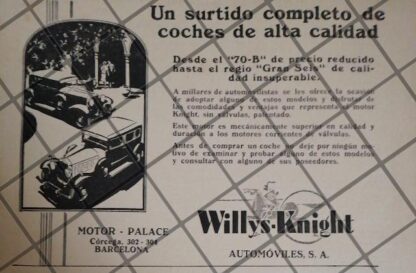 Un surtido completo de
coches de alta calidad
Desde el "70-B" de precio reducido
hasta el regio "Gran Seis" de cali-
dad insuperable.
A millares de automovilistas se les ofrece la ocasión
de adoptar alguno de estos modelos y disfrutar de
las comodidades y ventajas que representa el motor
Knight, sin válvulas, patentado.
Este motor es mecánicamente superior en calidad y
duración a los motores corrientes de válvulas.
Antes de comprar un coche no deje por ningún mo-
tivo de examinar y probar alguno de estos modelos
y consultar con alguno de sus poseedores.
Willys-Knight
AUTOMÓVILES, S. A.
MOTOR - PALACE
Córcega, 302 - 304
BARCELONA